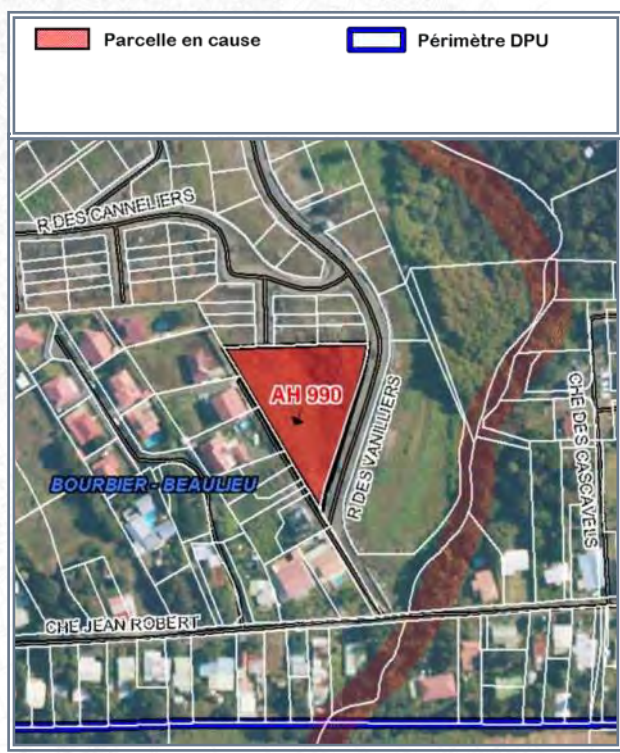 Parcelle en cause
Périmètre DPU
R DES CANNELIERS
AH 990
R DES VANILLIERS
CHE DES CASCAVELS
BOURBIER - BEAULIEU
CHE JEAN ROBERT